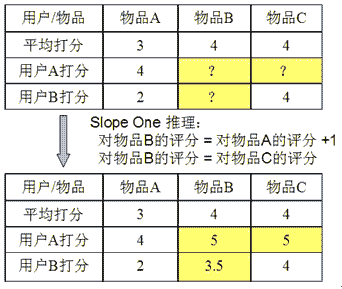 用户/物品 物品A 物品B 物品C
平均打分 3 4 4
用户A打分 4 ? ?
用户B打分 2 ? 4
Slope One 推理:
对物品B的评分 = 对物品A的评分 +1
对物品B的评分 = 对物品C的评分
用户/物品 物品A 物品B 物品C
平均打分 3 4 4
用户A打分 4 5 5
用户B打分 2 3.5 4